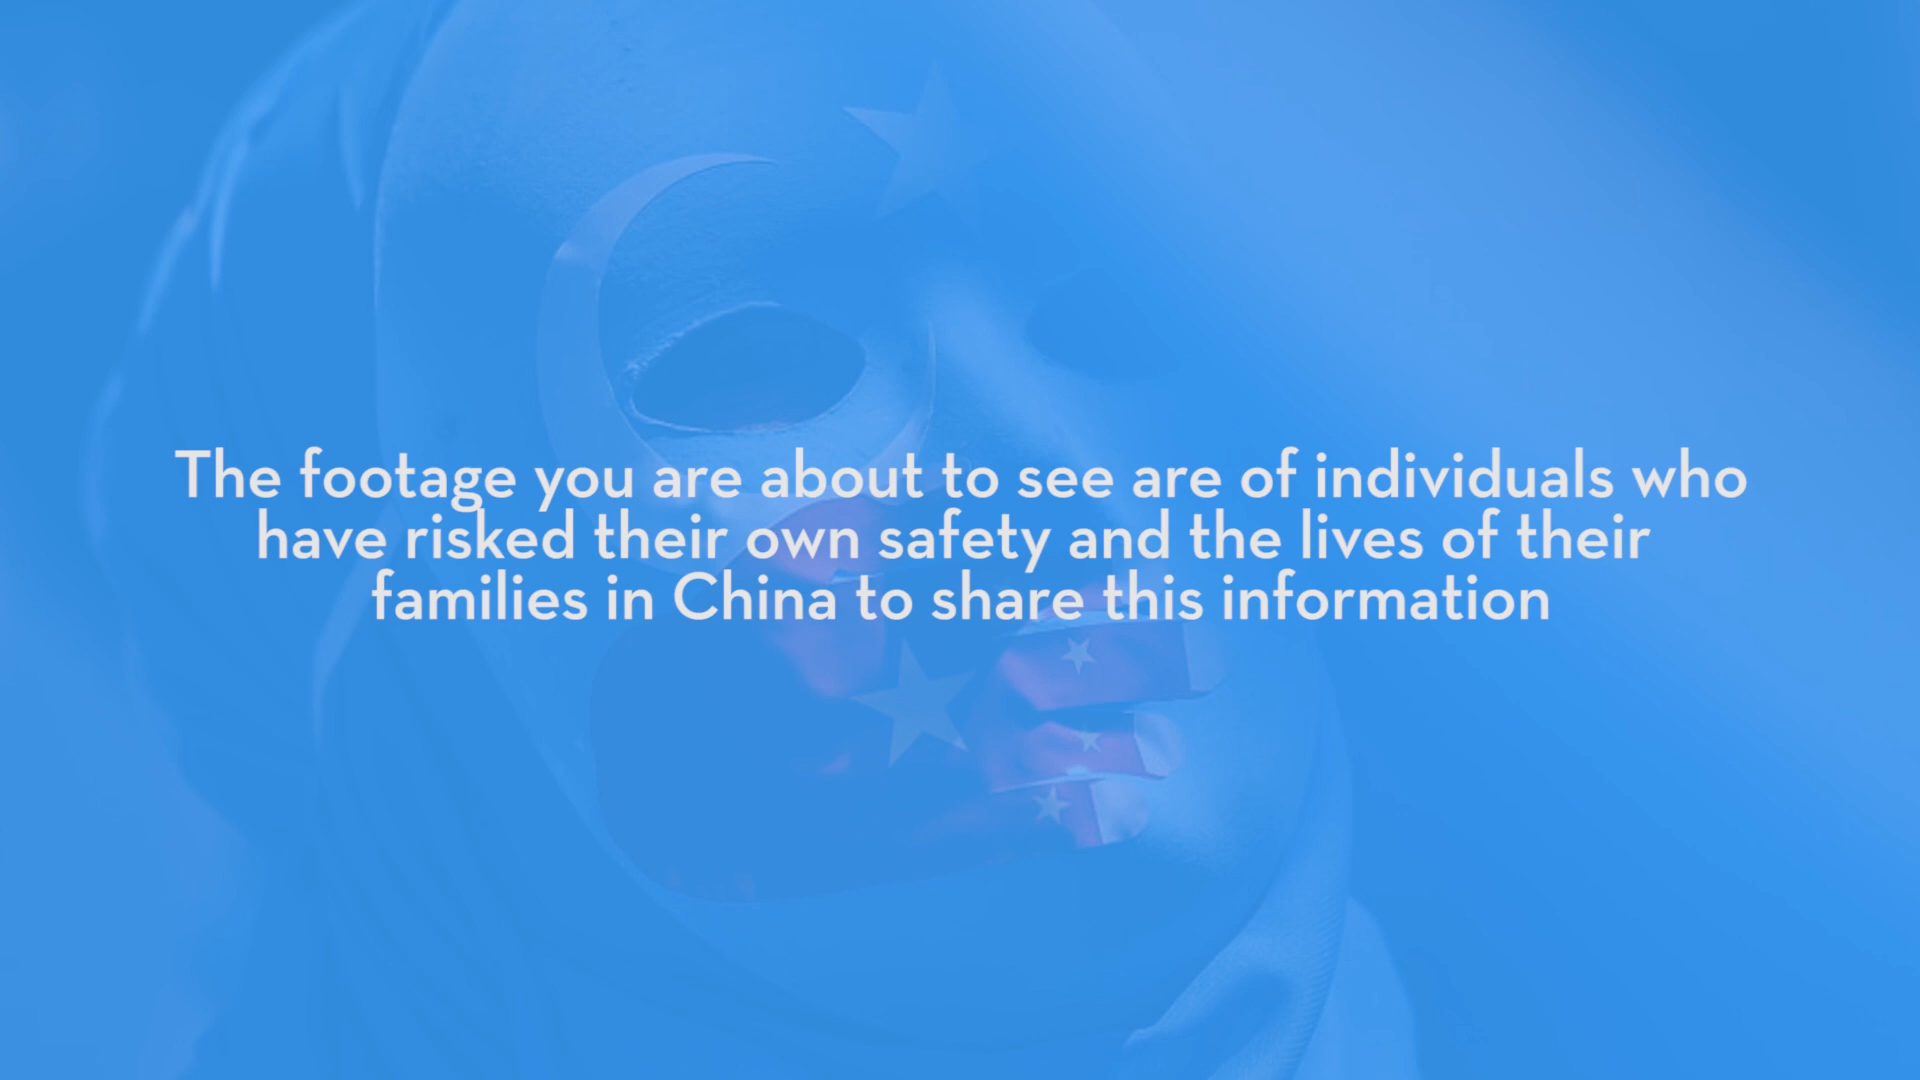 The footage you are about to see are of individuals who
have risked their own safety and the lives of their
families in China to share this information